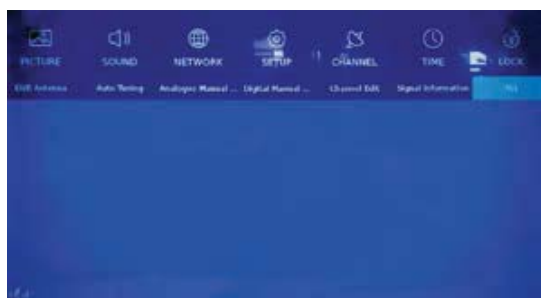 PICTURE SOUND NETWORK SETUP CHANNEL TIME LOCK
DVB Antenna Auto Tuning Analogue Manual ... Digital Manual ... Channel Edit Signal Information